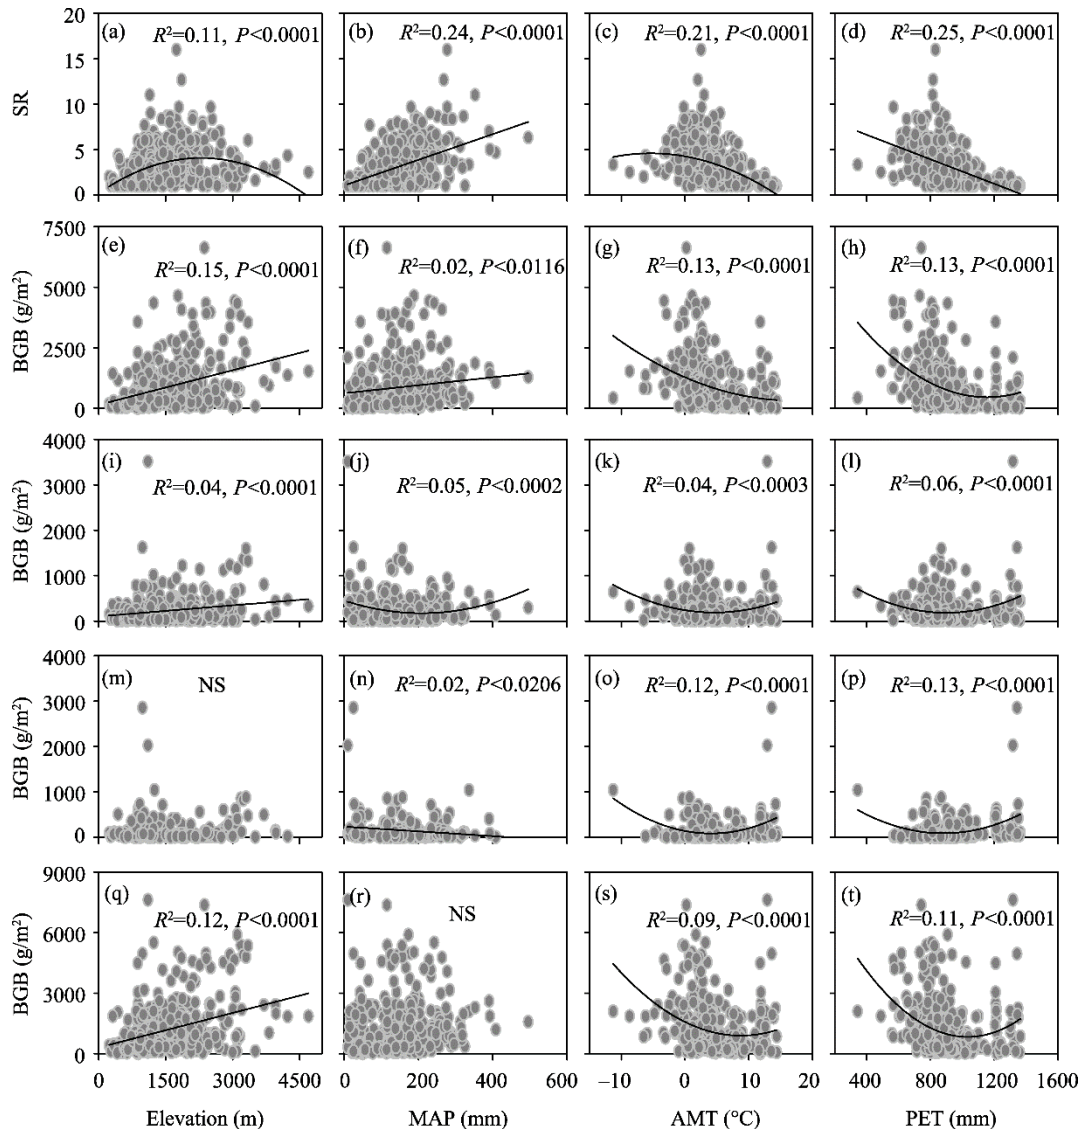 20
(a)
R²=0.11, P<0.0001
(b)
R²=0.24, P<0.0001
(c)
R²=0.21, P<0.0001
(d)
R²=0.25, P<0.0001
15
SR
10
5
0
7500
(e)
R²=0.15, P<0.0001
(f)
R²=0.02, P<0.0116
(g)
R²=0.13, P<0.0001
(h)
R²=0.13, P<0.0001
BGB (g/m²)
5000
2500
0
4000
(i)
R²=0.04, P<0.0001
(j)
R²=0.05, P<0.0002
(k)
R²=0.04, P<0.0003
(l)
R²=0.06, P<0.0001
BGB (g/m²)
3000
2000
1000
0
4000
(m)
NS
(n)
R²=0.02, P<0.0206
(o)
R²=0.12, P<0.0001
(p)
R²=0.13, P<0.0001
BGB (g/m²)
3000
2000
1000
0
9000
(q)
R²=0.12, P<0.0001
(r)
NS
(s)
R²=0.09, P<0.0001
(t)
R²=0.11, P<0.0001
BGB (g/m²)
6000
3000
0
0 1500 3000 4500
0 200 400 600
−10 0 10 20
400 800 1200 1600
Elevation (m)
MAP (mm)
AMT (°C)
PET (mm)